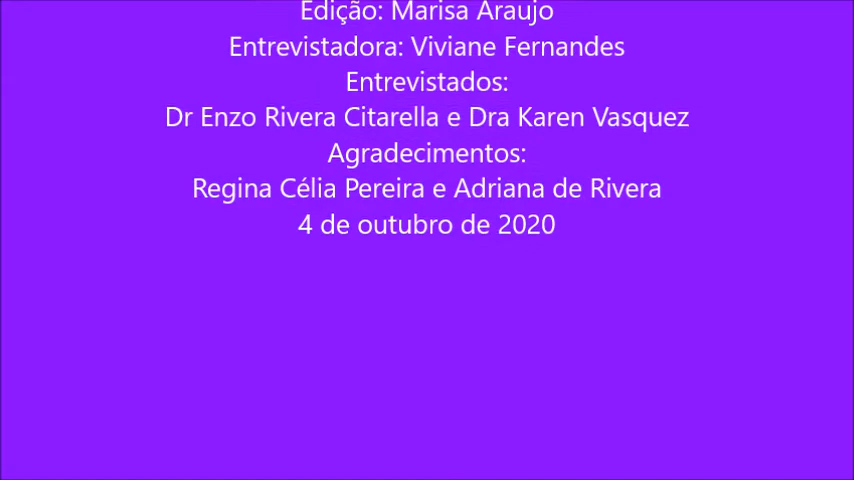 Edição: Marisa Araujo
Entrevistadora: Viviane Fernandes
Entrevistados:
Dr Enzo Rivera Citarella e Dra Karen Vasquez
Agradecimentos:
Regina Célia Pereira e Adriana de Rivera
4 de outubro de 2020